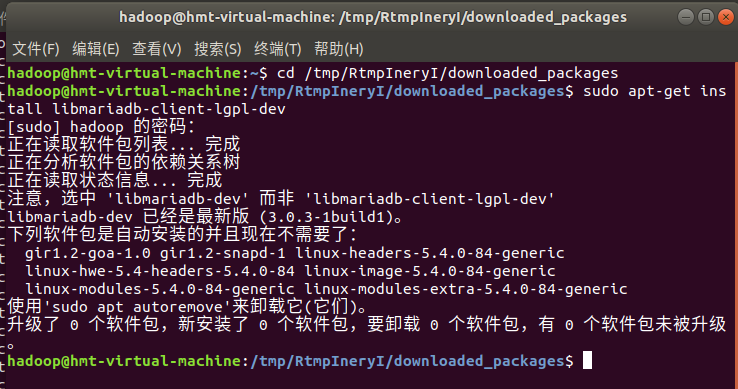 hadoop@hmt-virtual-machine: /tmp/RtmpIneryI/downloaded_packages
文件(F) 编辑(E) 查看(V) 搜索(S) 终端(T) 帮助(H)
hadoop@hmt-virtual-machine:~$ cd /tmp/RtmpIneryI/downloaded_packages
hadoop@hmt-virtual-machine:/tmp/RtmpIneryI/downloaded_packages$ sudo apt-get ins
tall libmariadb-client-lgpl-dev
[sudo] hadoop 的密码：
正在读取软件包列表... 完成
正在分析软件包的依赖关系树
正在读取状态信息... 完成
注意，选中 'libmariadb-dev' 而非 'libmariadb-client-lgpl-dev'
libmariadb-dev 已经是最新版 (3.0.3-1build1)。
下列软件包是自动安装的并且现在不需要了：
gir1.2-goa-1.0 gir1.2-snapd-1 linux-headers-5.4.0-84-generic
linux-hwe-5.4-headers-5.4.0-84 linux-image-5.4.0-84-generic
linux-modules-5.4.0-84-generic linux-modules-extra-5.4.0-84-generic
使用'sudo apt autoremove'来卸载它(它们)。
升级了 0 个软件包，新安装了 0 个软件包，要卸载 0 个软件包，有 0 个软件包未被升级
。
hadoop@hmt-virtual-machine:/tmp/RtmpIneryI/downloaded_packages$